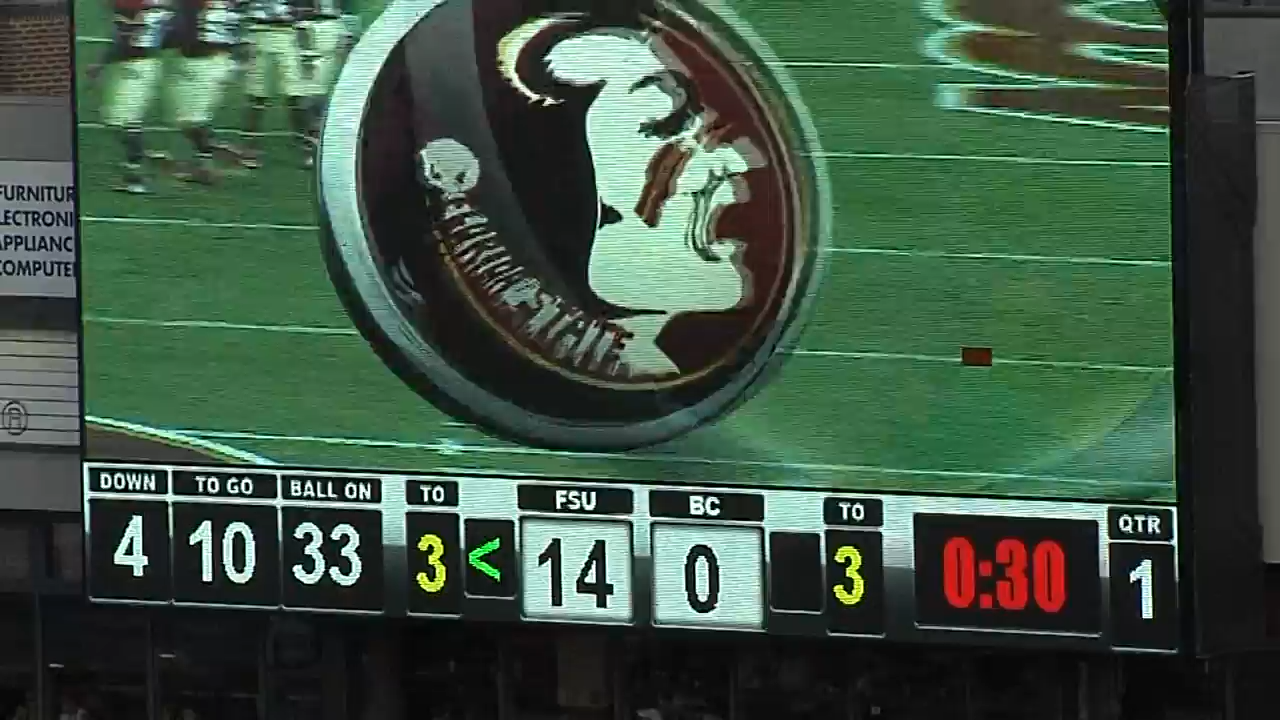 FURNITUR
LECTRONI
APPLIANC
COMPUTE
DOWN TO GO BALL ON TO FSU BC TO QTR
4 10 33 3 < 14 0 3 0:30 1